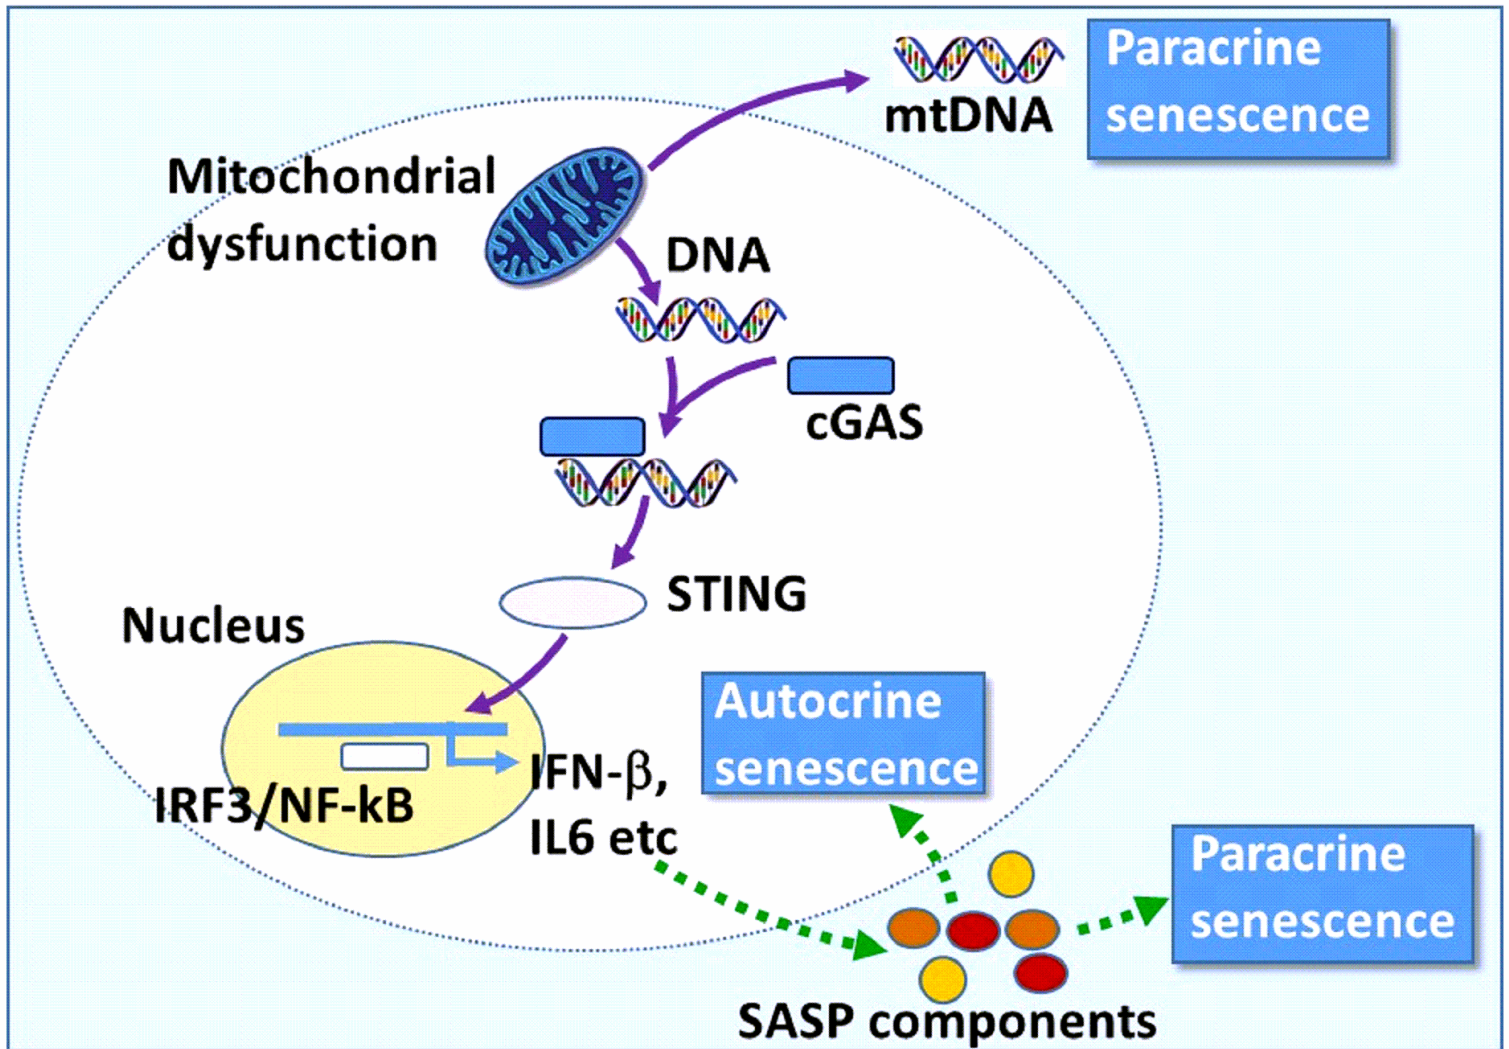 mtDNA
Paracrine
senescence
Mitochondrial
dysfunction
DNA
cGAS
STING
Nucleus
IRF3/NF-kB
IFN-β,
IL6 etc
Autocrine
senescence
Paracrine
senescence
SASP components